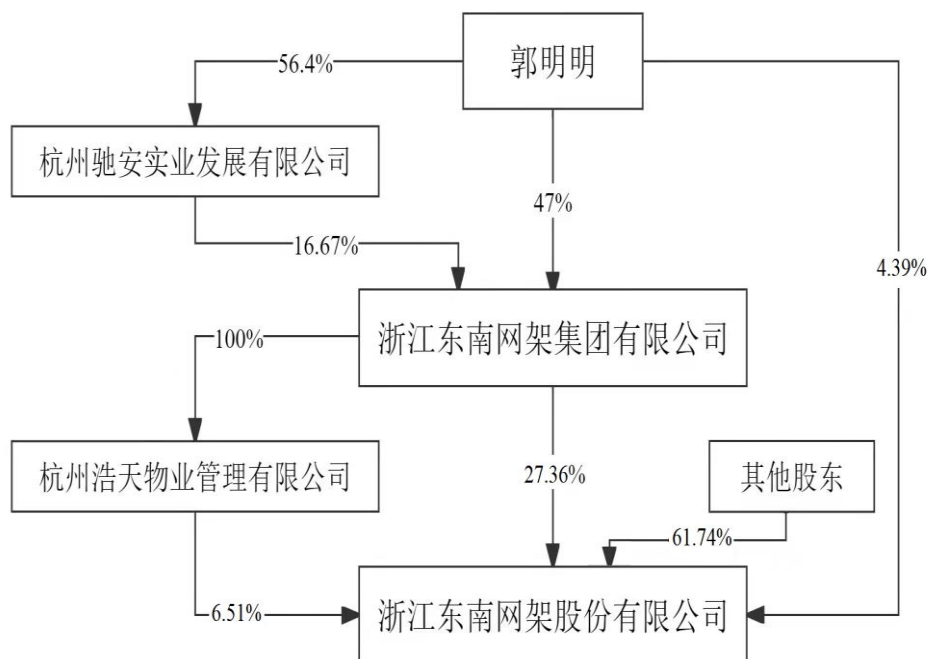 郭明明
56.4%
杭州驰安实业发展有限公司
47%
16.67%
4.39%
浙江东南网架集团有限公司
100%
杭州浩天物业管理有限公司
27.36%
其他股东
61.74%
6.51%
浙江东南网架股份有限公司